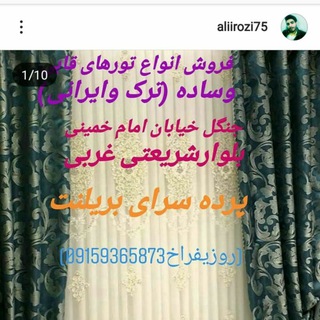 aliirozi75
1/10
فروش انواع تورهای
وساده (ترک وایرانی)
جنگل خیابان امام خمینی
بلوارشریعتی غربی
پرده سرای بریلنت
(روزیفراخ09159365873)